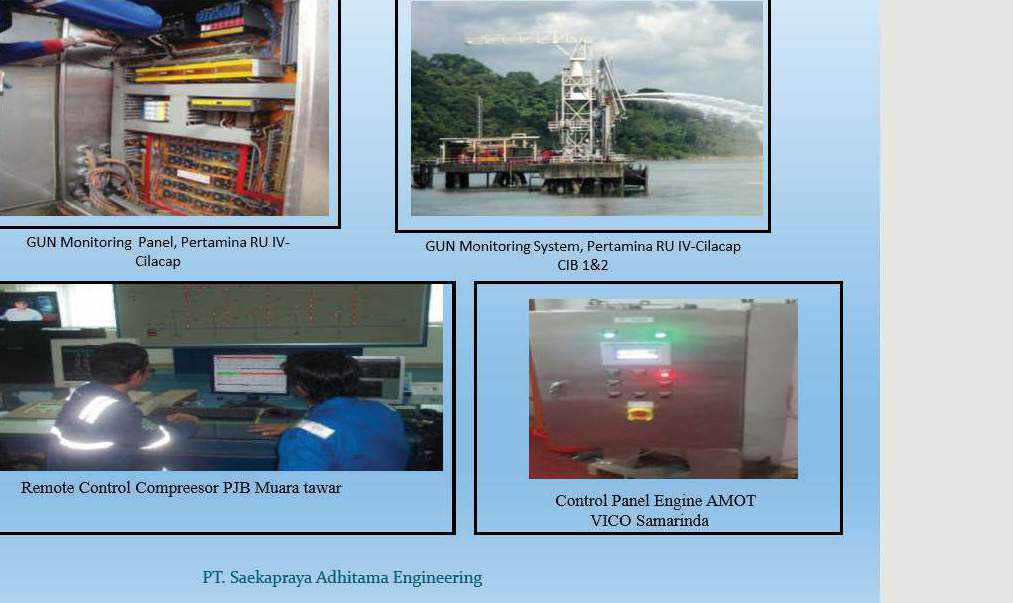 GUN Monitoring Panel, Pertamina RU IV-
Cilacap
GUN Monitoring System, Pertamina RU IV-Cilacap
CIB 1&2
Remote Control Compreesor PJB Muara tawar
Control Panel Engine AMOT
VICO Samarinda
PT. Saekapraya Adhitama Engineering